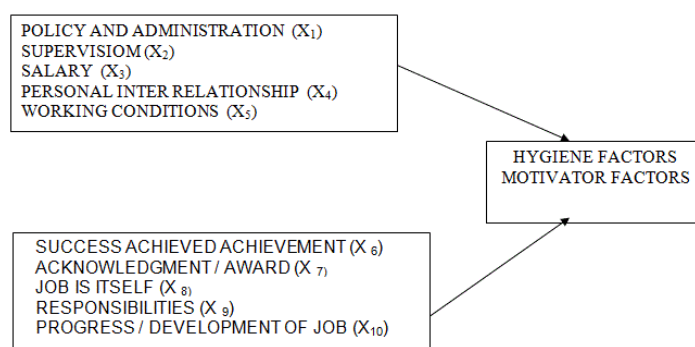 POLICY AND ADMINISTRATION (X₁)
SUPERVISIOM (X₂)
SALARY (X₃)
PERSONAL INTER RELATIONSHIP (X₄)
WORKING CONDITIONS (X₅)
HYGIENE FACTORS
MOTIVATOR FACTORS
SUCCESS ACHIEVED ACHIEVEMENT (X ₆)
ACKNOWLEDGMENT / AWARD (X ₇)
JOB IS ITSELF (X ₈)
RESPONSIBILITIES (X ₉)
PROGRESS / DEVELOPMENT OF JOB (X₁₀)